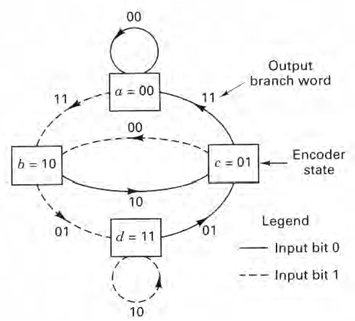 00
a = 00
Output
branch word
11
11
00
b = 10
c = 01
Encoder
state
10
01
d = 11
01
10
Legend
Input bit 0
Input bit 1